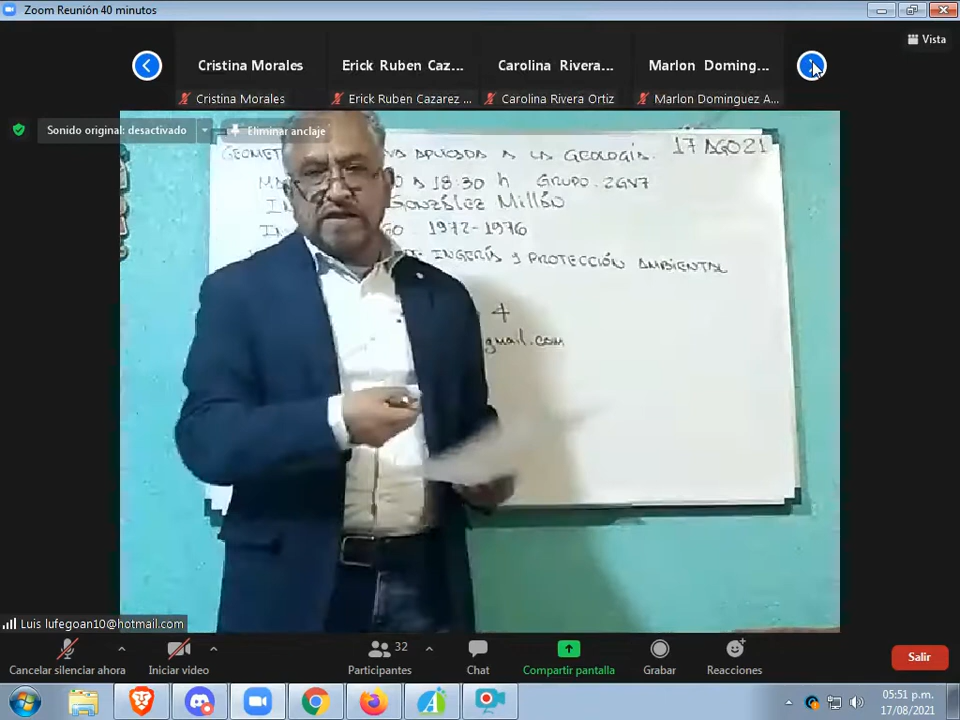 Zoom Reunión 40 minutos
Vista
Cristina Morales
Erick Ruben Caz...
Carolina Rivera...
Marlon Doming...
Cristina Morales
Erick Ruben Cazarez ...
Carolina Rivera Ortiz
Marlon Dominguez A...
Sonido original: desactivado
Eliminar anclaje
17 AGO 21
APLICADA A LA GEOLOGÍA.
A 18:30 h GRUPO. 2GV7
GONZÁLEZ Millón
1972-1976
Y PROTECCIÓN AMBIENTAL
4
gmail.com
Luis lufegoan10@hotmail.com
Cancelar silenciar ahora
Iniciar video
32
Participantes
Chat
Compartir pantalla
Grabar
Reacciones
Salir
05:51 p.m.
17/08/2021